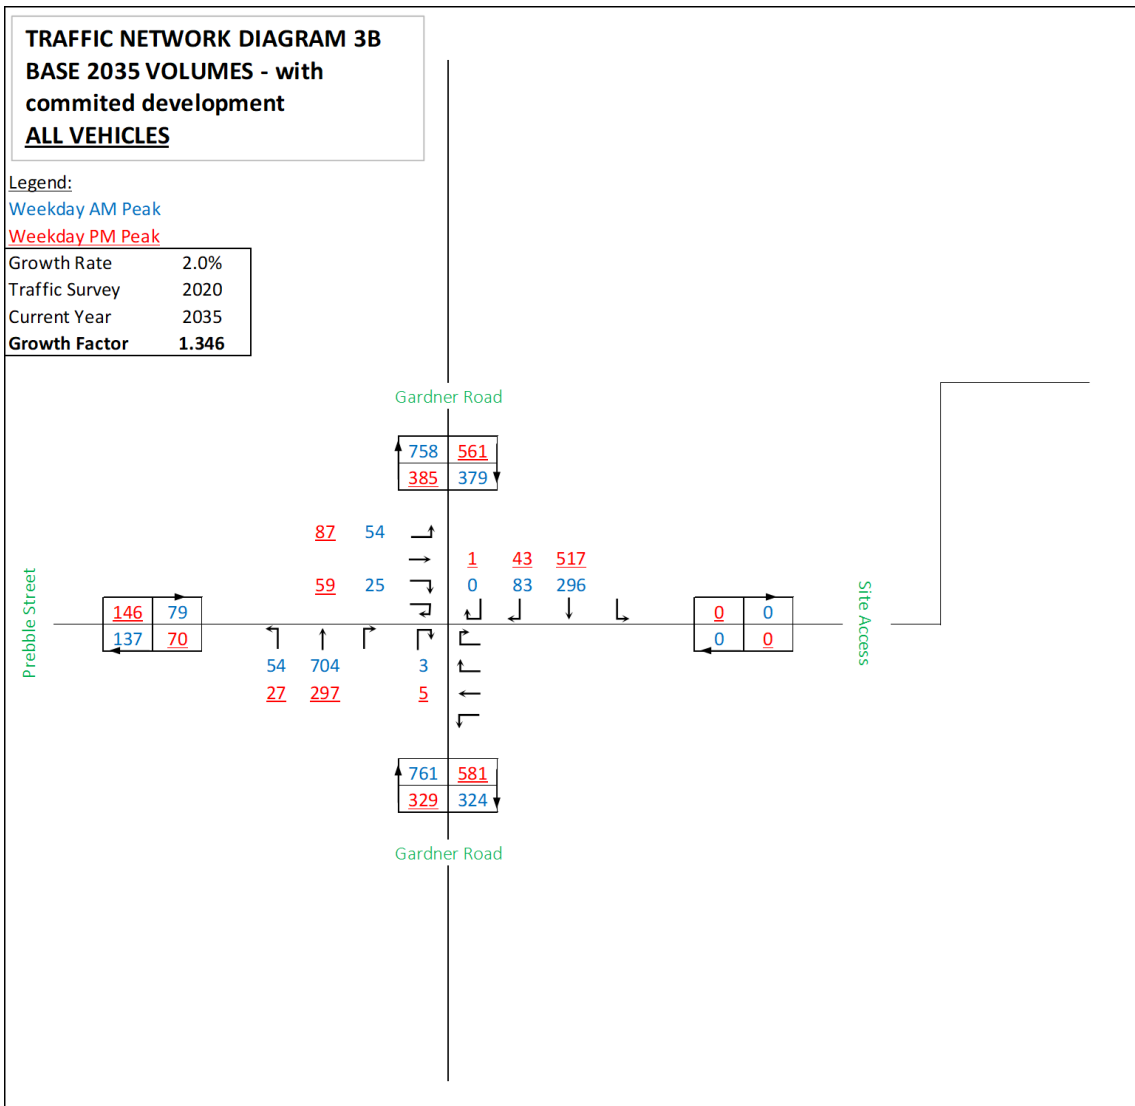 TRAFFIC NETWORK DIAGRAM 3B
BASE 2035 VOLUMES - with
commited development
ALL VEHICLES
Legend:
Weekday AM Peak
Weekday PM Peak
Growth Rate 2.0%
Traffic Survey 2020
Current Year 2035
Growth Factor 1.346
Gardner Road
758 561
385 379
87 54
1 43 517
59 25 0 83 296
Prebble Street
146 79
137 70
0 0
0 0
Site Access
54 704 3
27 297 5
761 581
329 324
Gardner Road